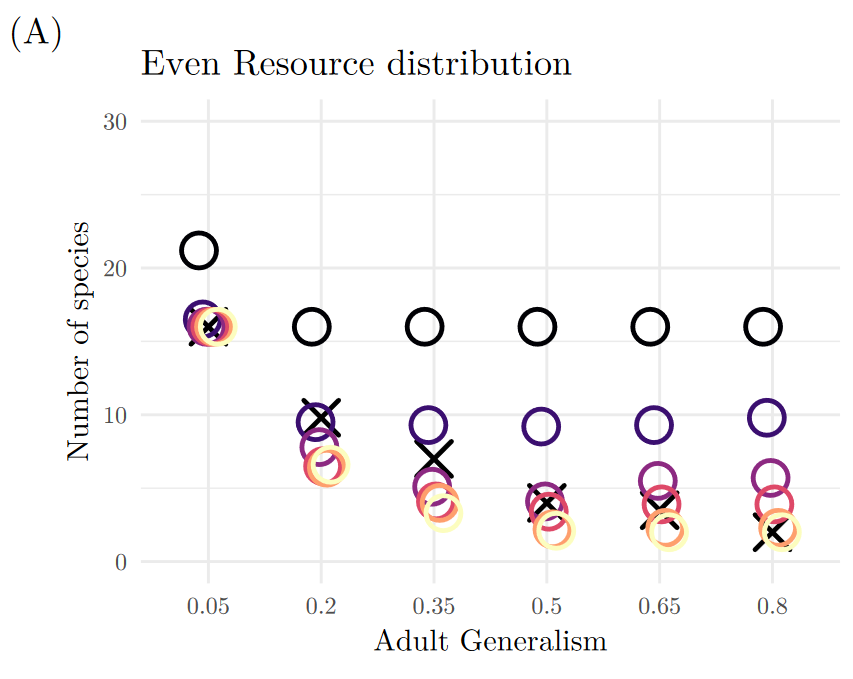 (A)
Even Resource distribution
30
20
10
0
Number of species
0.05 0.2 0.35 0.5 0.65 0.8
Adult Generalism